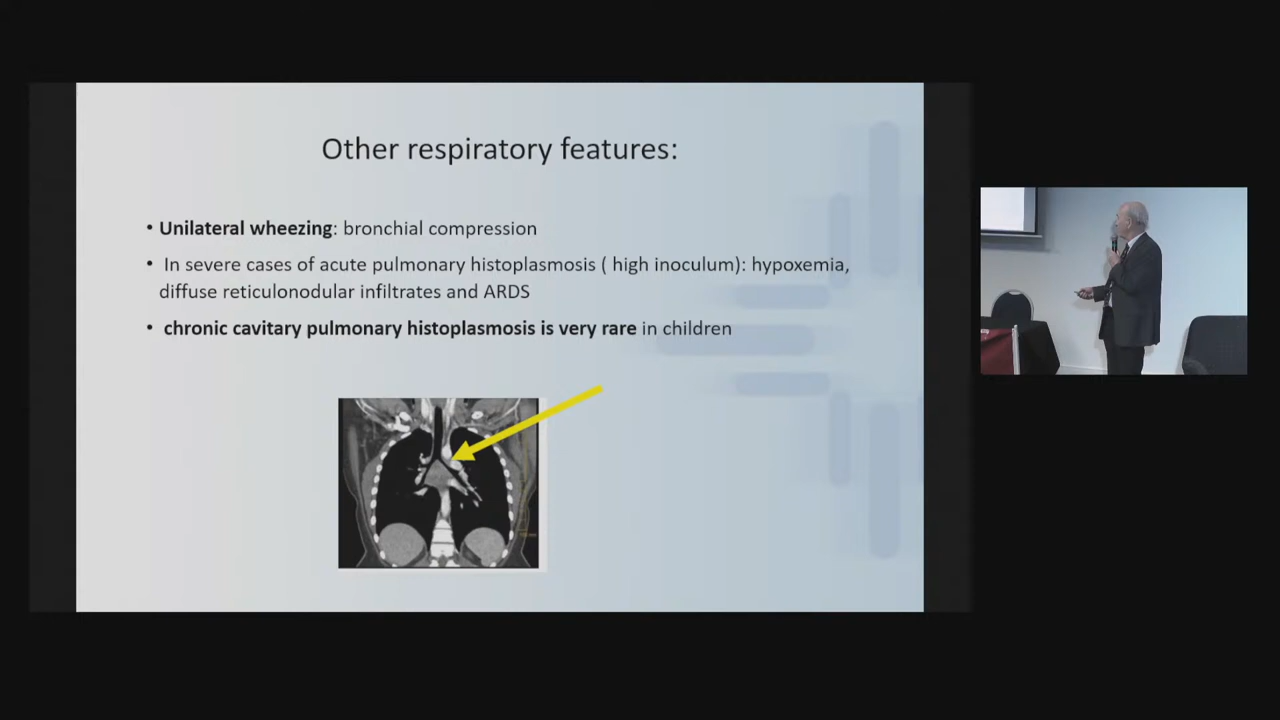 Other respiratory features:
• Unilateral wheezing: bronchial compression
• In severe cases of acute pulmonary histoplasmosis ( high inoculum): hypoxemia,
diffuse reticulonodular infiltrates and ARDS
• chronic cavitary pulmonary histoplasmosis is very rare in children